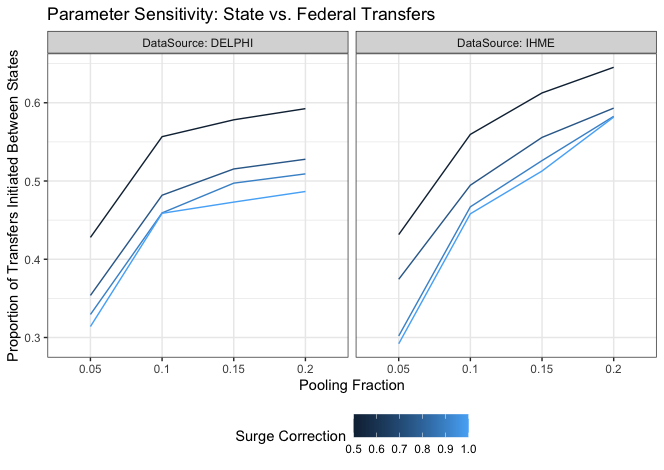 Parameter Sensitivity: State vs. Federal Transfers
DataSource: DELPHI
DataSource: IHME
Proportion of Transfers Initiated Between States
0.6
0.5
0.4
0.3
0.05 0.1 0.15 0.2
0.05 0.1 0.15 0.2
Pooling Fraction
Surge Correction
0.5 0.6 0.7 0.8 0.9 1.0